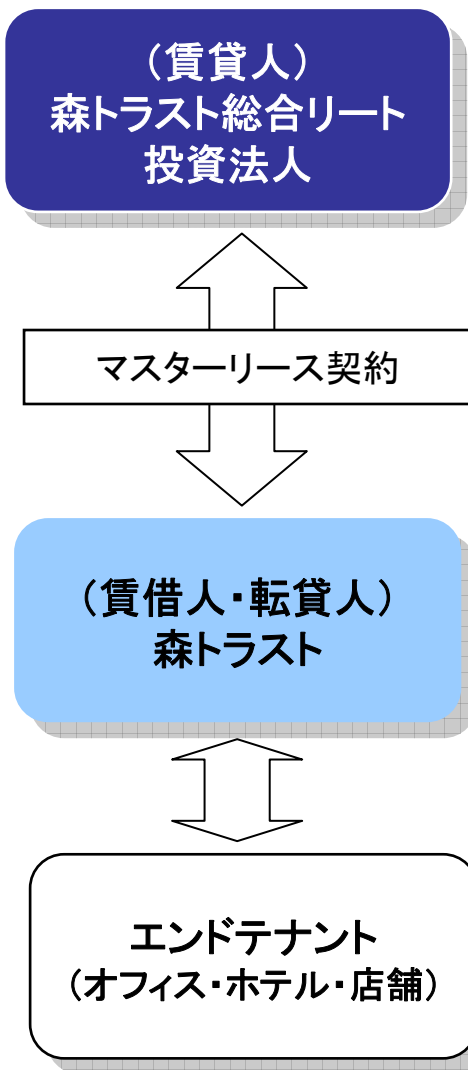 （賃貸人）
森トラスト総合リート
投資法人
マスターリース契約
（賃借人・転貸人）
森トラスト
エンドテナント
（オフィス・ホテル・店舗）